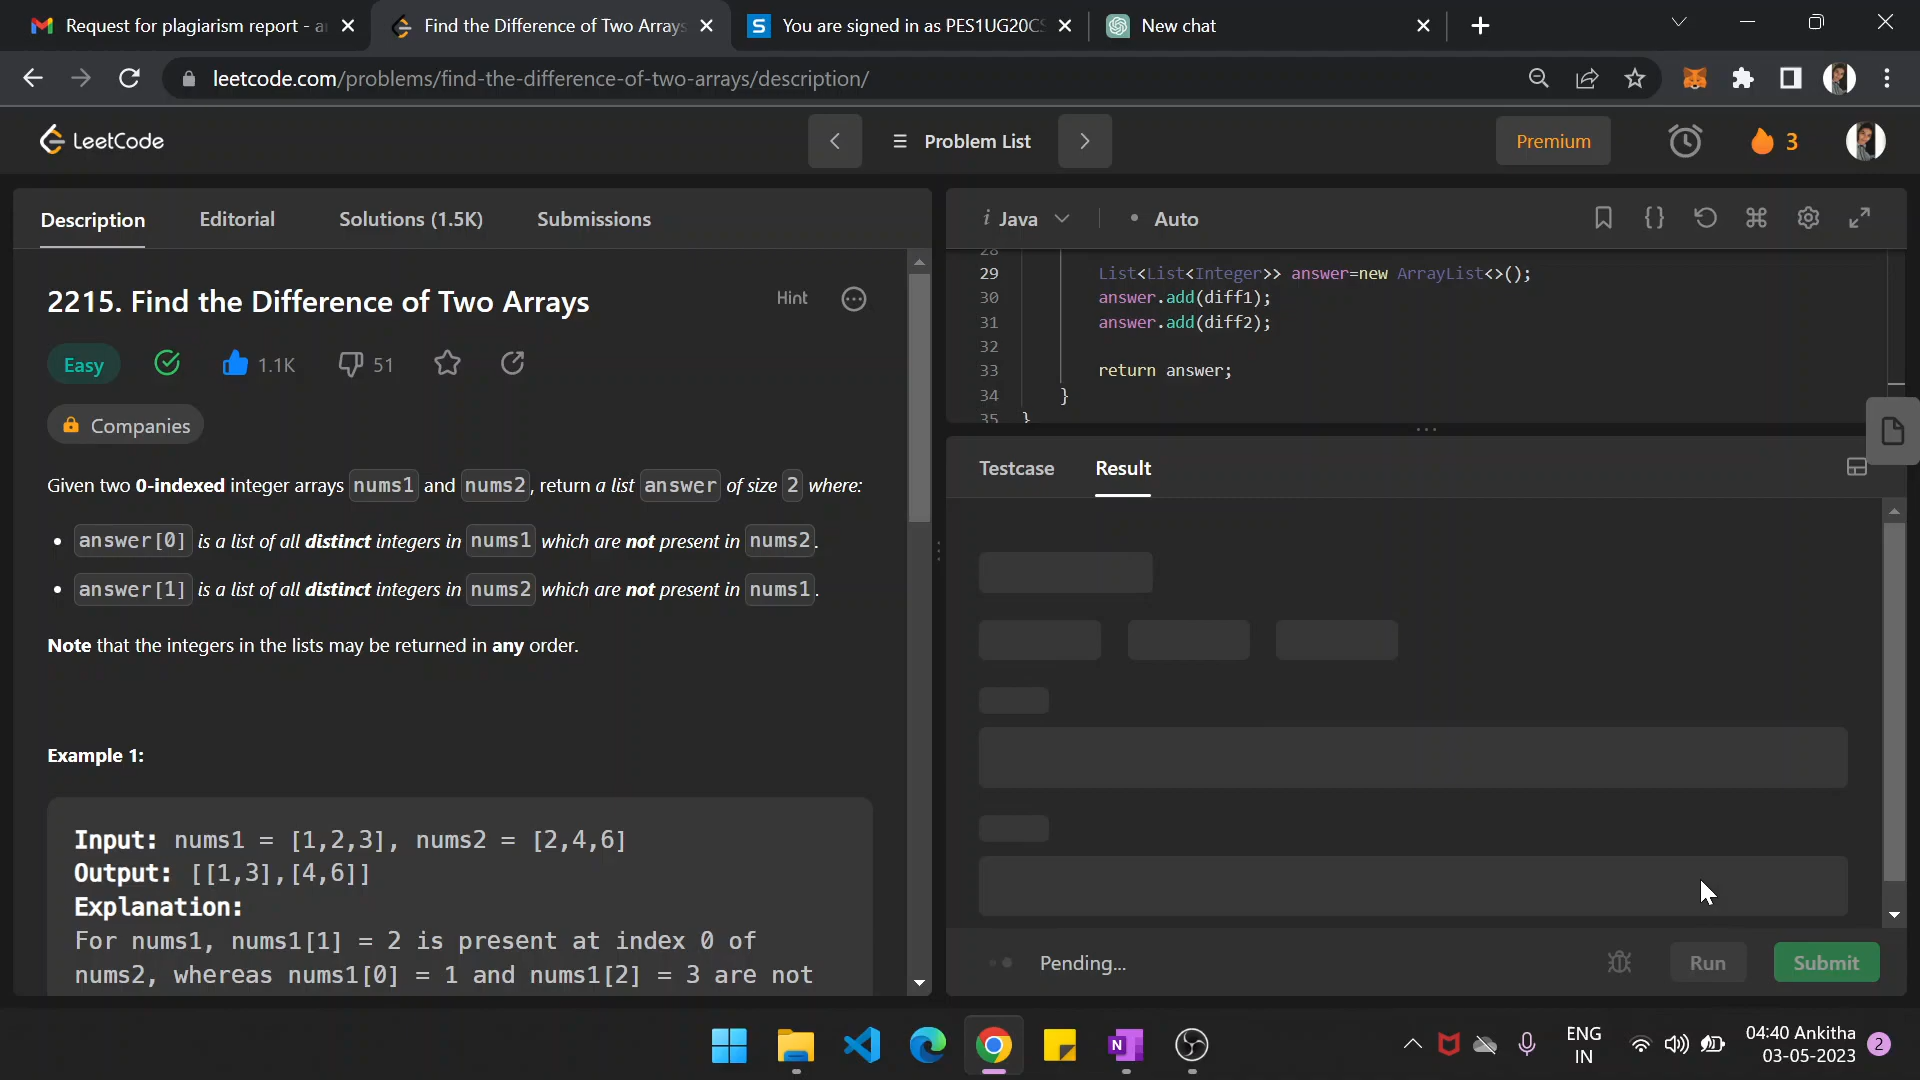 Request for plagiarism report - a
Find the Difference of Two Arrays
You are signed in as PES1UG20CS
New chat
leetcode.com/problems/find-the-difference-of-two-arrays/description/
LeetCode
Problem List
Premium
3
Description
Editorial
Solutions (1.5K)
Submissions
2215. Find the Difference of Two Arrays
Hint
Easy
1.1K
51
Companies
Given two 0-indexed integer arrays nums1 and nums2, return a list answer of size 2 where:
• answer[0] is a list of all distinct integers in nums1 which are not present in nums2.
• answer[1] is a list of all distinct integers in nums2 which are not present in nums1.
Note that the integers in the lists may be returned in any order.
Example 1:
Input: nums1 = [1,2,3], nums2 = [2,4,6]
Output: [[1,3],[4,6]]
Explanation:
For nums1, nums1[1] = 2 is present at index 0 of
nums2, whereas nums1[0] = 1 and nums1[2] = 3 are not
i Java
• Auto
28
29 List<List<Integer>> answer=new ArrayList<>();
30 answer.add(diff1);
31 answer.add(diff2);
32
33 return answer;
34 }
35 }
Testcase
Result
Pending...
Run
Submit
ENG
IN
04:40 Ankitha
03-05-2023
2